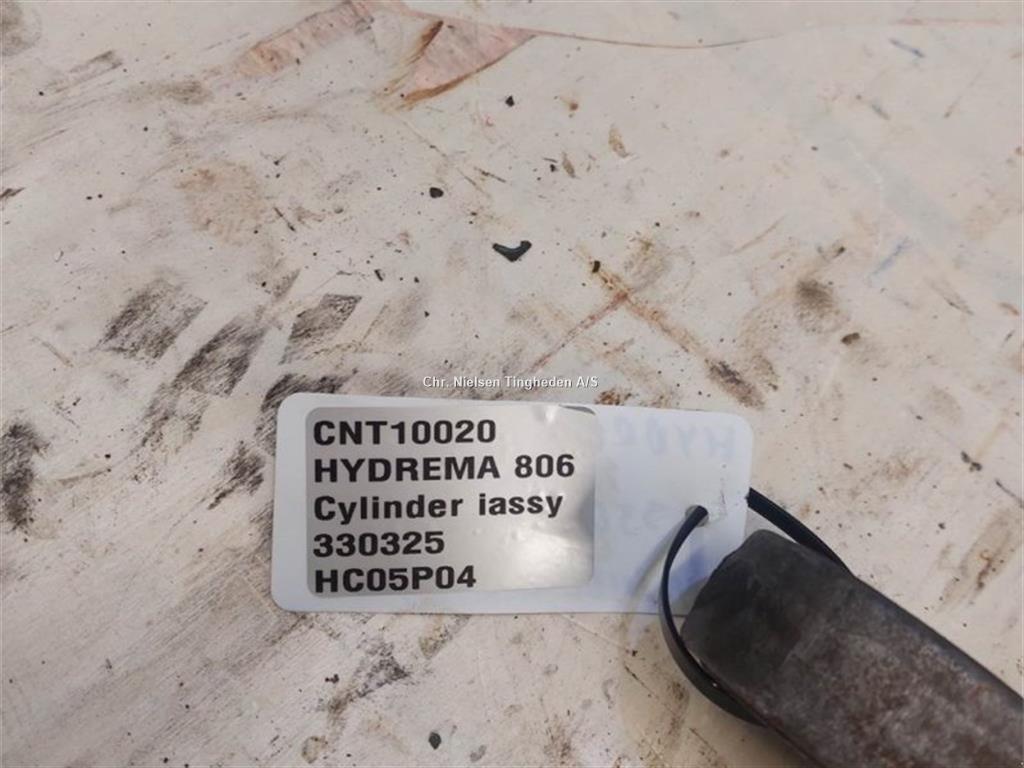 Chr. Nielsen Tingheden A/S
CNT10020
HYDREMA 806
Cylinder iassy
330325
HC05P04